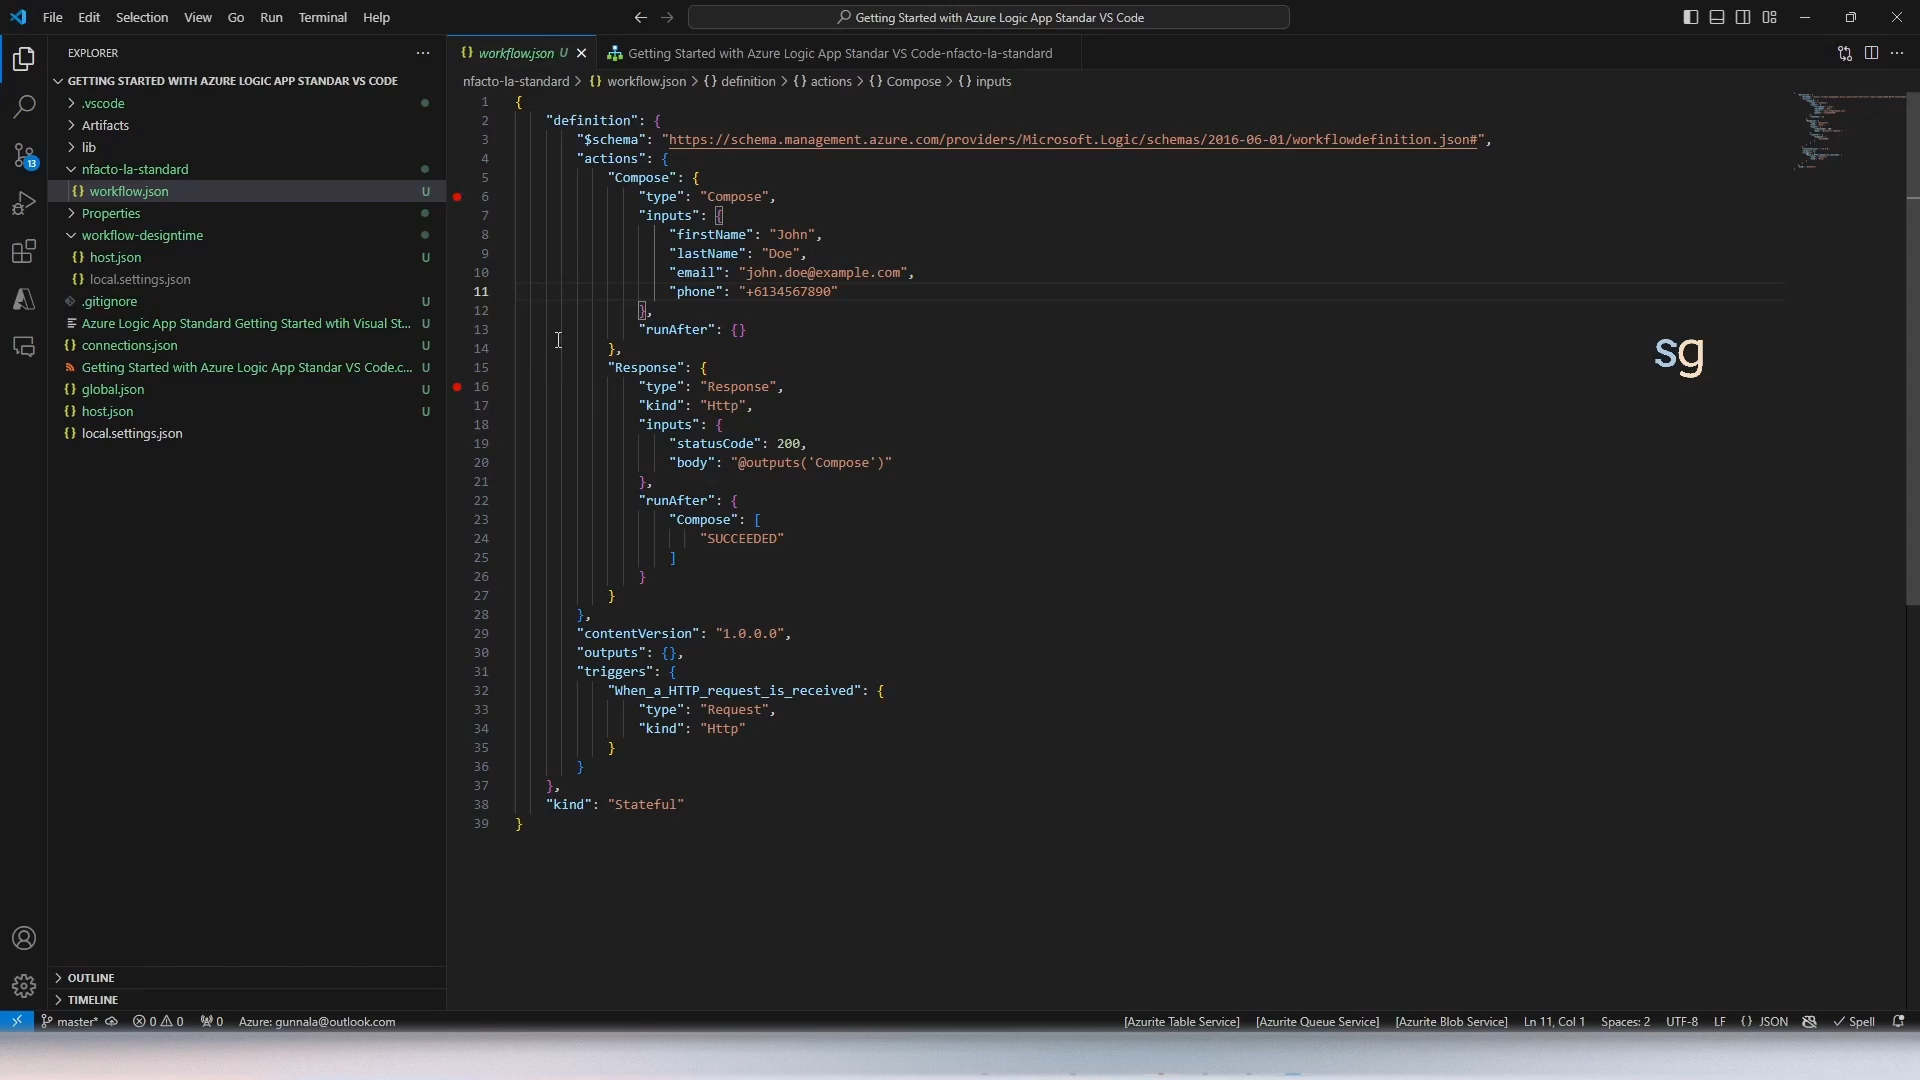 File Edit Selection View Go Run Terminal Help
Getting Started with Azure Logic App Standar VS Code
EXPLORER
GETTING STARTED WITH AZURE LOGIC APP STANDAR VS CODE
.vscode
Artifacts
lib
nfacto-la-standard
workflow.json U
Properties
workflow-designtime
host.json U
local.settings.json
.gitignore U
Azure Logic App Standard Getting Started wtih Visual St... U
connections.json U
Getting Started with Azure Logic App Standar VS Code.c... U
global.json U
host.json U
local.settings.json
OUTLINE
TIMELINE
13
workflow.json U
Getting Started with Azure Logic App Standar VS Code-nfacto-la-standard
nfacto-la-standard > {} workflow.json > {} definition > {} actions > {} Compose > {} inputs
1 {
2 "definition": {
3 "$schema": "https://schema.management.azure.com/providers/Microsoft.Logic/schemas/2016-06-01/workflowdefinition.json#",
4 "actions": {
5 "Compose": {
6 "type": "Compose",
7 "inputs": {
8 "firstName": "John",
9 "lastName": "Doe",
10 "email": "john.doe@example.com",
11 "phone": "+6134567890"
12 },
13 "runAfter": {}
14 },
15 "Response": {
16 "type": "Response",
17 "kind": "Http",
18 "inputs": {
19 "statusCode": 200,
20 "body": "@outputs('Compose')"
21 },
22 "runAfter": {
23 "Compose": [
24 "SUCCEEDED"
25 ]
26 }
27 }
28 },
29 "contentVersion": "1.0.0.0",
30 "outputs": {},
31 "triggers": {
32 "When_a_HTTP_request_is_received": {
33 "type": "Request",
34 "kind": "Http"
35 }
36 }
37 },
38 "kind": "Stateful"
39 }
sg
master* 0 0 0 Azure: gunnala@outlook.com
[Azurite Table Service] [Azurite Queue Service] [Azurite Blob Service] Ln 11, Col 1 Spaces: 2 UTF-8 LF {} JSON Spell